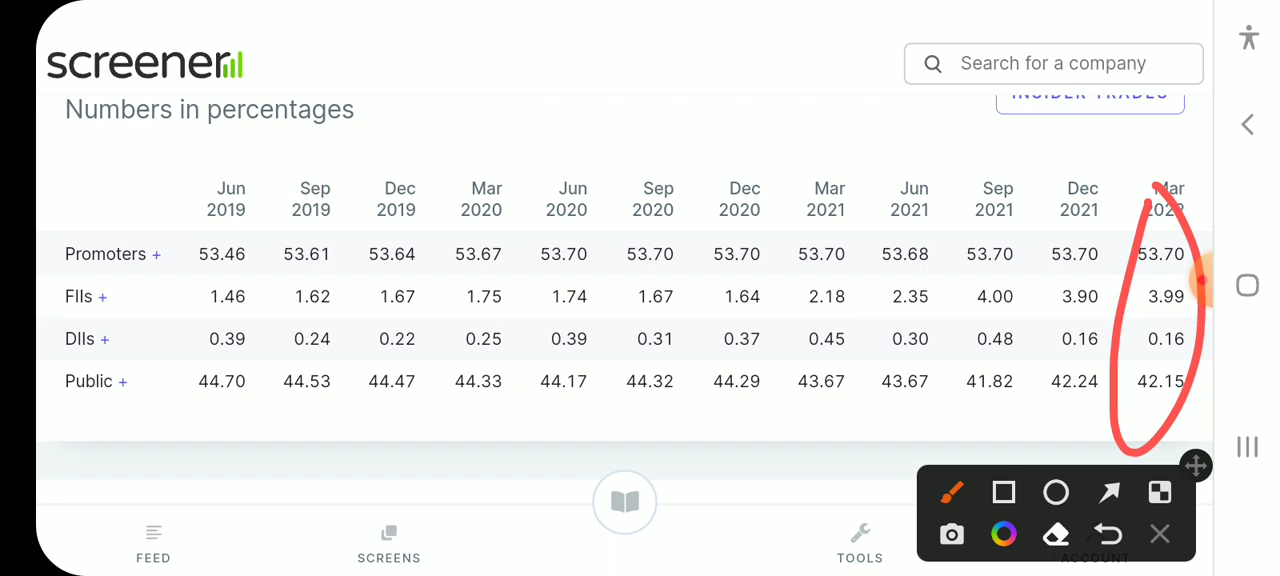 screener
Search for a company
Numbers in percentages
INSIDER TRADES
Jun Sep Dec Mar Jun Sep Dec Mar Jun Sep Dec Mar
2019 2019 2019 2020 2020 2020 2020 2021 2021 2021 2021 2022
Promoters + 53.46 53.61 53.64 53.67 53.70 53.70 53.70 53.70 53.68 53.70 53.70 53.70
FIIs + 1.46 1.62 1.67 1.75 1.74 1.67 1.64 2.18 2.35 4.00 3.90 3.99
DIIs + 0.39 0.24 0.22 0.25 0.39 0.31 0.37 0.45 0.30 0.48 0.16 0.16
Public + 44.70 44.53 44.47 44.33 44.17 44.32 44.29 43.67 43.67 41.82 42.24 42.15
FEED SCREENS TOOLS ACCOUNT